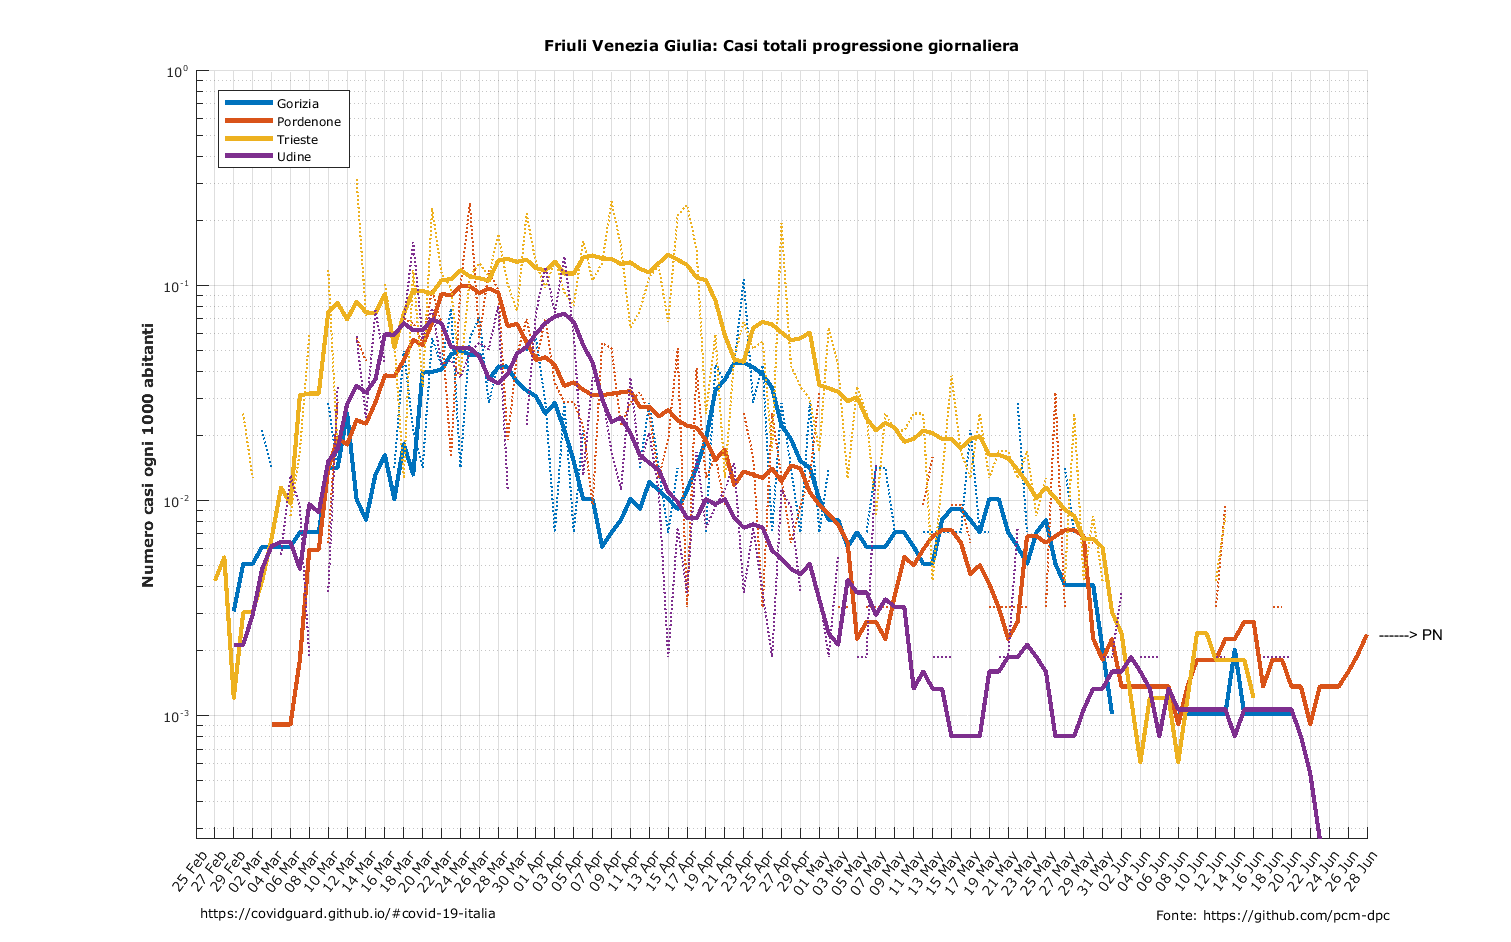 Friuli Venezia Giulia: Casi totali progressione giornaliera
Numero casi ogni 1000 abitanti
10⁰
10⁻¹
10⁻²
10⁻³
Gorizia
Pordenone
Trieste
Udine
------> PN
25 Feb
27 Feb
29 Feb
02 Mar
04 Mar
06 Mar
08 Mar
10 Mar
12 Mar
14 Mar
16 Mar
18 Mar
20 Mar
22 Mar
24 Mar
26 Mar
28 Mar
30 Mar
01 Apr
03 Apr
05 Apr
07 Apr
09 Apr
11 Apr
13 Apr
15 Apr
17 Apr
19 Apr
21 Apr
23 Apr
25 Apr
27 Apr
29 Apr
01 May
03 May
05 May
07 May
09 May
11 May
13 May
15 May
17 May
19 May
21 May
23 May
25 May
27 May
29 May
31 May
02 Jun
04 Jun
06 Jun
08 Jun
10 Jun
12 Jun
14 Jun
16 Jun
18 Jun
20 Jun
22 Jun
24 Jun
26 Jun
28 Jun
https://covidguard.github.io/#covid-19-italia
Fonte: https://github.com/pcm-dpc